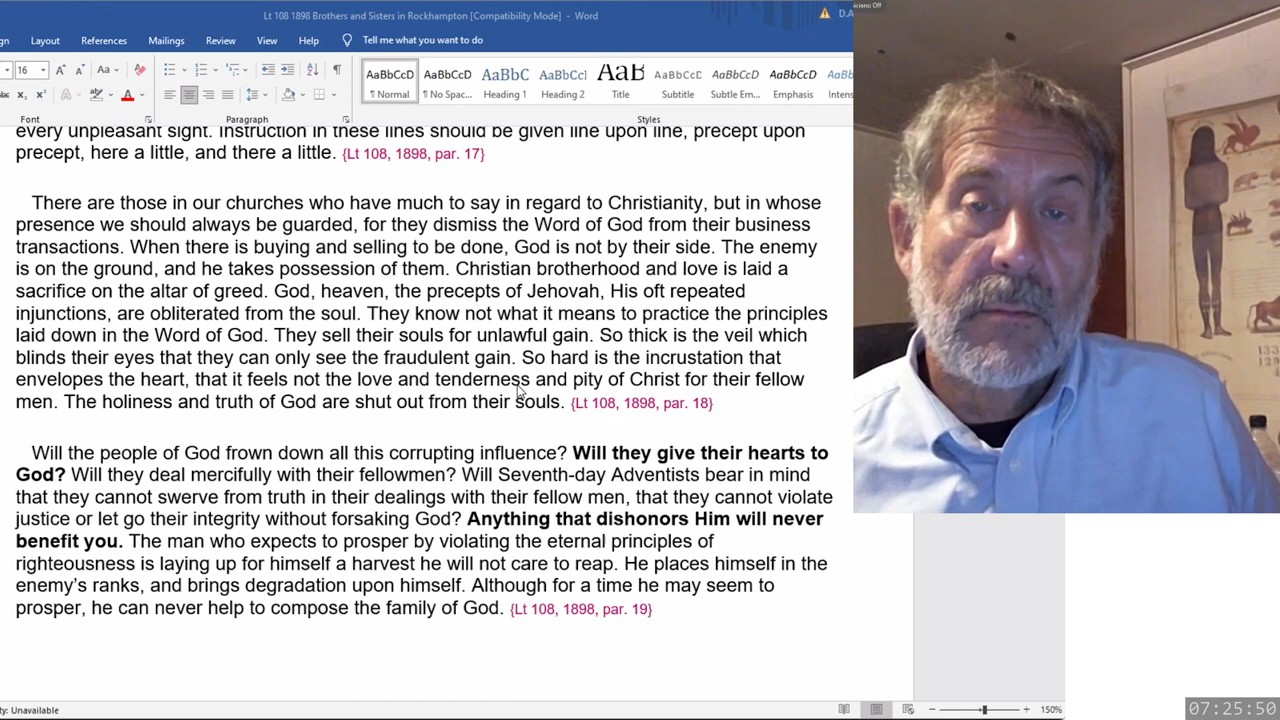 Lt 108 1898 Brothers and Sisters in Rockhampton [Compatibility Mode] - Word
D.A
icians: Off
gn Layout References Mailings Review View Help Tell me what you want to do
16 Aa
AaBbCcD AaBbCcD AaBbC AaBbCcI AaB AaBbCcD AaBbCcD AaBbCcD AaBb
¶ Normal ¶ No Spac... Heading 1 Heading 2 Title Subtitle Subtle Em... Emphasis Intens
Font Paragraph Styles
every unpleasant sight. Instruction in these lines should be given line upon line, precept upon
precept, here a little, and there a little. {Lt 108, 1898, par. 17}
There are those in our churches who have much to say in regard to Christianity, but in whose
presence we should always be guarded, for they dismiss the Word of God from their business
transactions. When there is buying and selling to be done, God is not by their side. The enemy
is on the ground, and he takes possession of them. Christian brotherhood and love is laid a
sacrifice on the altar of greed. God, heaven, the precepts of Jehovah, His oft repeated
injunctions, are obliterated from the soul. They know not what it means to practice the principles
laid down in the Word of God. They sell their souls for unlawful gain. So thick is the veil which
blinds their eyes that they can only see the fraudulent gain. So hard is the incrustation that
envelopes the heart, that it feels not the love and tenderness and pity of Christ for their fellow
men. The holiness and truth of God are shut out from their souls. {Lt 108, 1898, par. 18}
Will the people of God frown down all this corrupting influence? Will they give their hearts to
God? Will they deal mercifully with their fellowmen? Will Seventh-day Adventists bear in mind
that they cannot swerve from truth in their dealings with their fellow men, that they cannot violate
justice or let go their integrity without forsaking God? Anything that dishonors Him will never
benefit you. The man who expects to prosper by violating the eternal principles of
righteousness is laying up for himself a harvest he will not care to reap. He places himself in the
enemy's ranks, and brings degradation upon himself. Although for a time he may seem to
prosper, he can never help to compose the family of God. {Lt 108, 1898, par. 19}
ty: Unavailable
150%
07:25:50